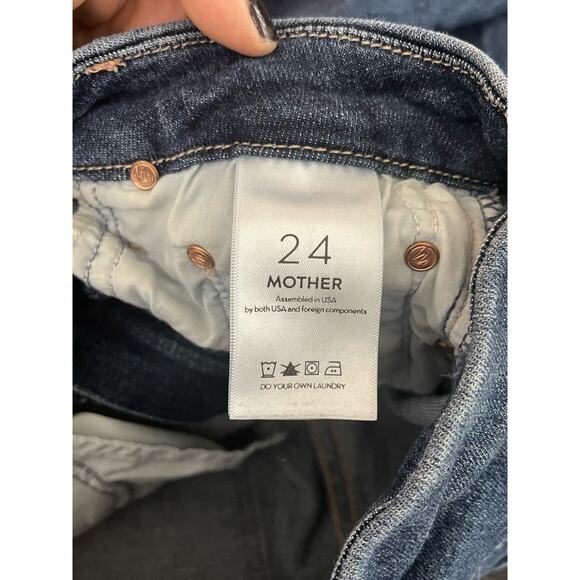 24
MOTHER
Assembled in USA
by both USA and foreign components
DO YOUR OWN LAUNDRY